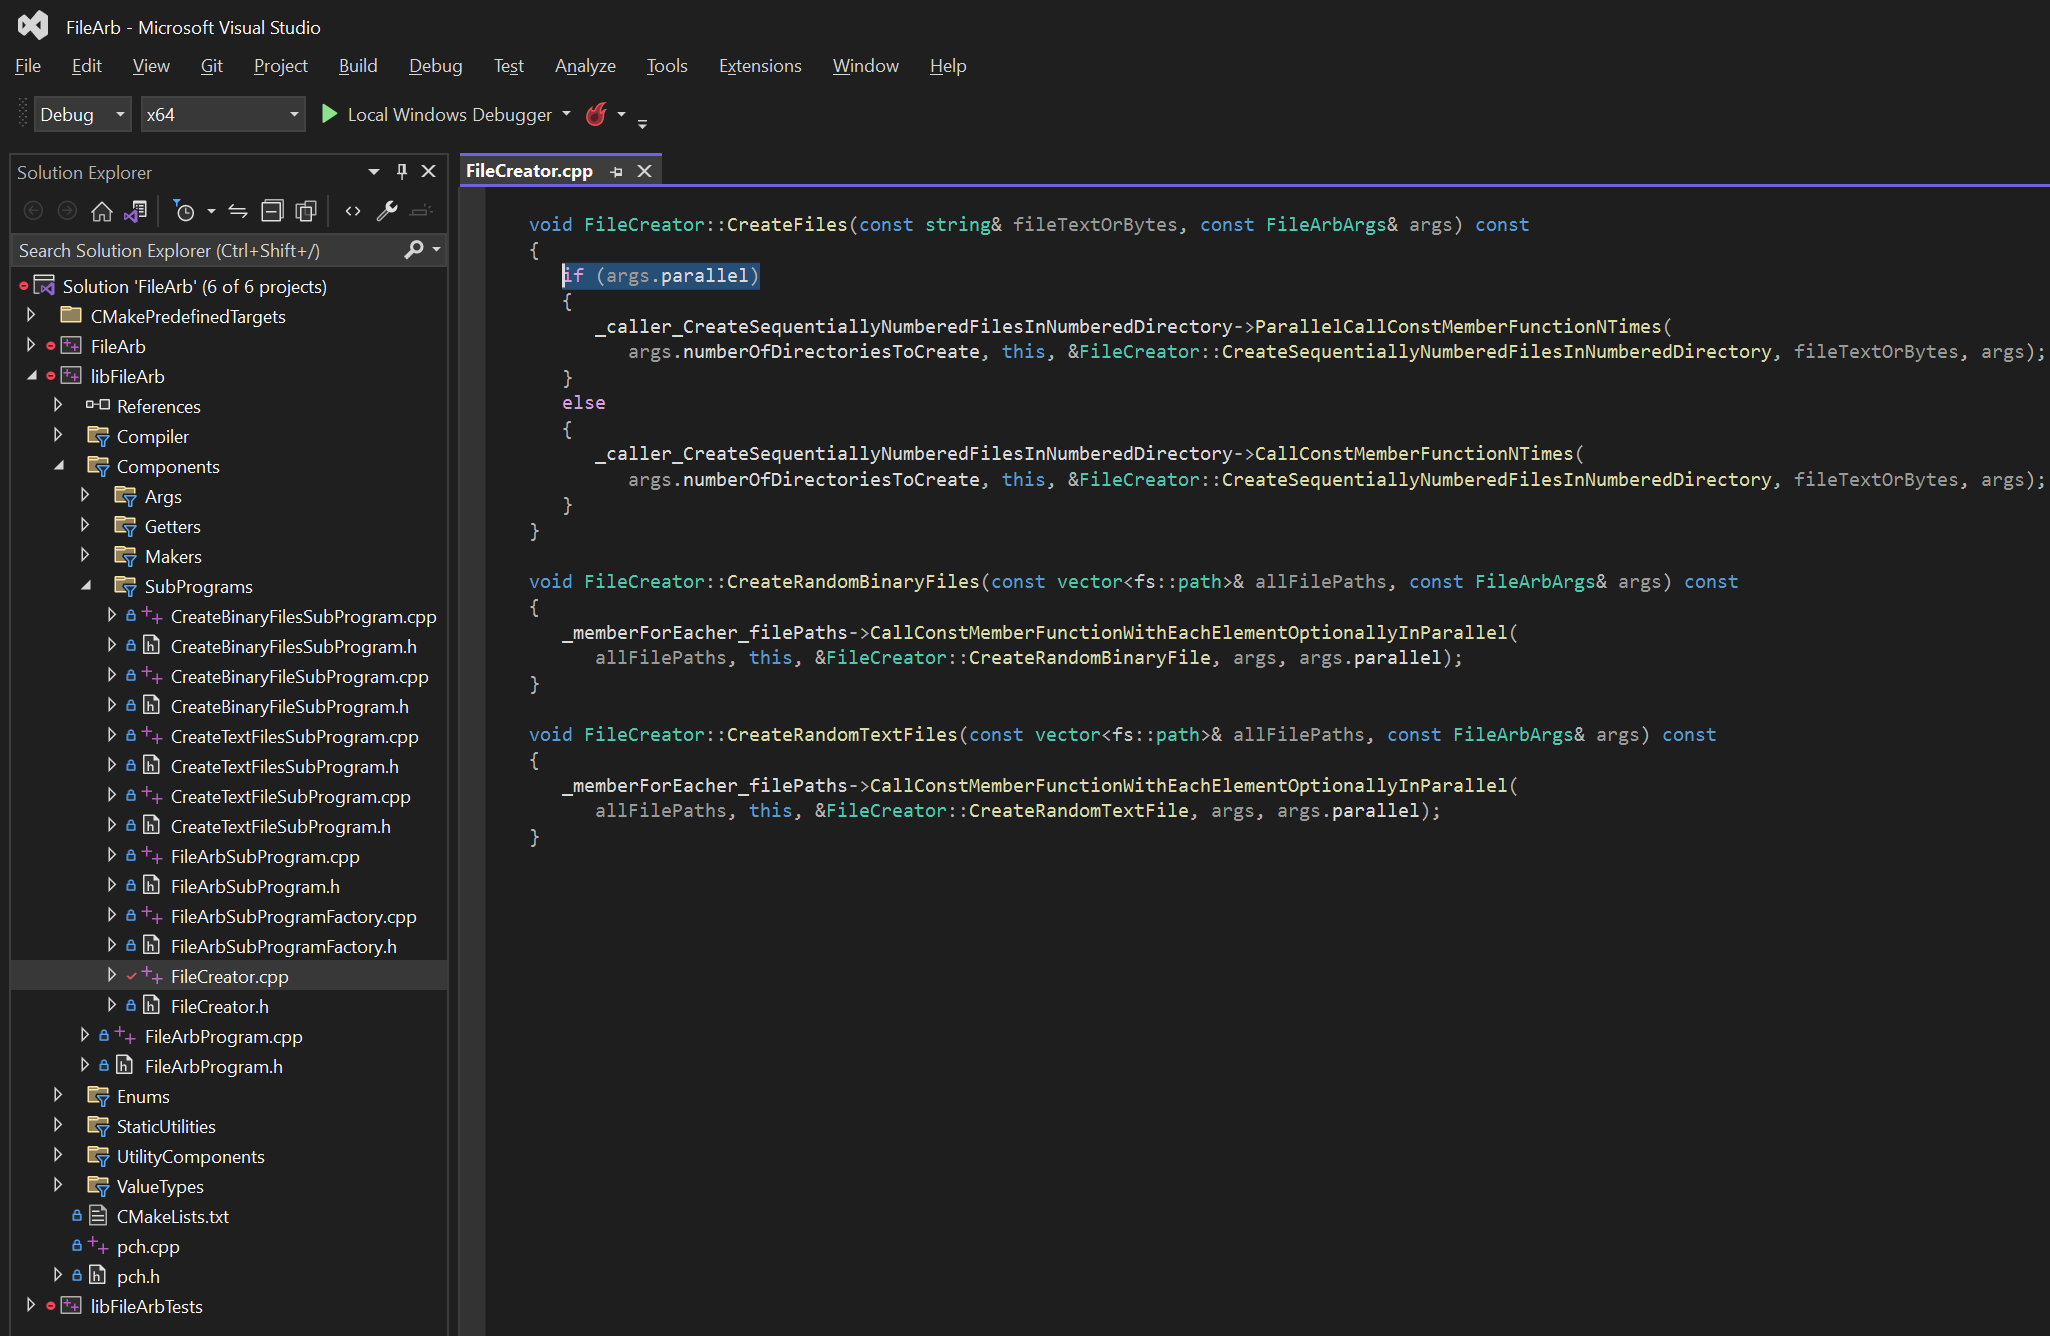 FileArb - Microsoft Visual Studio
File Edit View Git Project Build Debug Test Analyze Tools Extensions Window Help
Debug x64 Local Windows Debugger
Solution Explorer
Search Solution Explorer (Ctrl+Shift+/)
Solution 'FileArb' (6 of 6 projects)
CMakePredefinedTargets
FileArb
libFileArb
References
Compiler
Components
Args
Getters
Makers
SubPrograms
CreateBinaryFilesSubProgram.cpp
CreateBinaryFilesSubProgram.h
CreateBinaryFileSubProgram.cpp
CreateBinaryFileSubProgram.h
CreateTextFilesSubProgram.cpp
CreateTextFilesSubProgram.h
CreateTextFileSubProgram.cpp
CreateTextFileSubProgram.h
FileArbSubProgram.cpp
FileArbSubProgram.h
FileArbSubProgramFactory.cpp
FileArbSubProgramFactory.h
FileCreator.cpp
FileCreator.h
FileArbProgram.cpp
FileArbProgram.h
Enums
StaticUtilities
UtilityComponents
ValueTypes
CMakeLists.txt
pch.cpp
pch.h
libFileArbTests
FileCreator.cpp
void FileCreator::CreateFiles(const string& fileTextOrBytes, const FileArbArgs& args) const
{
if (args.parallel)
{
_caller_CreateSequentiallyNumberedFilesInNumberedDirectory->ParallelCallConstMemberFunctionNTimes(
args.numberOfDirectoriesToCreate, this, &FileCreator::CreateSequentiallyNumberedFilesInNumberedDirectory, fileTextOrBytes, args);
}
else
{
_caller_CreateSequentiallyNumberedFilesInNumberedDirectory->CallConstMemberFunctionNTimes(
args.numberOfDirectoriesToCreate, this, &FileCreator::CreateSequentiallyNumberedFilesInNumberedDirectory, fileTextOrBytes, args);
}
}
void FileCreator::CreateRandomBinaryFiles(const vector<fs::path>& allFilePaths, const FileArbArgs& args) const
{
_memberForEacher_filePaths->CallConstMemberFunctionWithEachElementOptionallyInParallel(
allFilePaths, this, &FileCreator::CreateRandomBinaryFile, args, args.parallel);
}
void FileCreator::CreateRandomTextFiles(const vector<fs::path>& allFilePaths, const FileArbArgs& args) const
{
_memberForEacher_filePaths->CallConstMemberFunctionWithEachElementOptionallyInParallel(
allFilePaths, this, &FileCreator::CreateRandomTextFile, args, args.parallel);
}